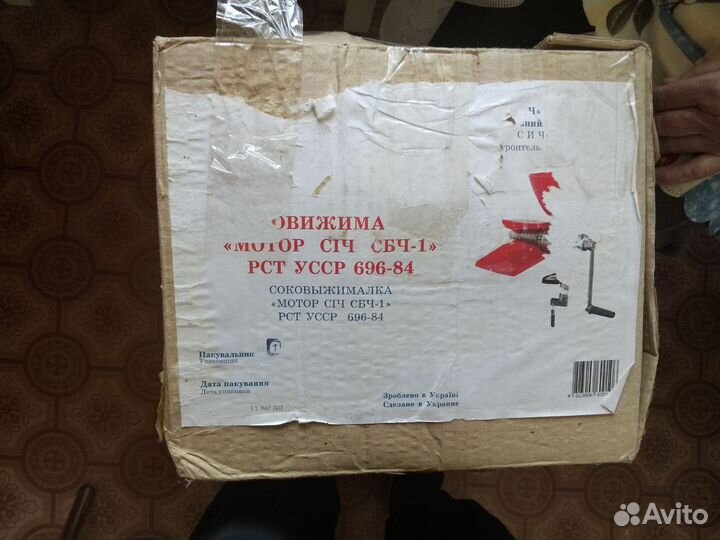 Ч»
С И Ч
ОВИЖИМА
«МОТОР СІЧ СБЧ-1»
РСТ УССР 696-84
СОКОВЫЖИМАЛКА
«МОТОР СІЧ СБЧ-1»
РСТ УССР 696-84
Пакувальник 1
Упаковщик
Дата пакування
Дата упаковки
Зроблено в Україні
Сделано в Украине
Avito